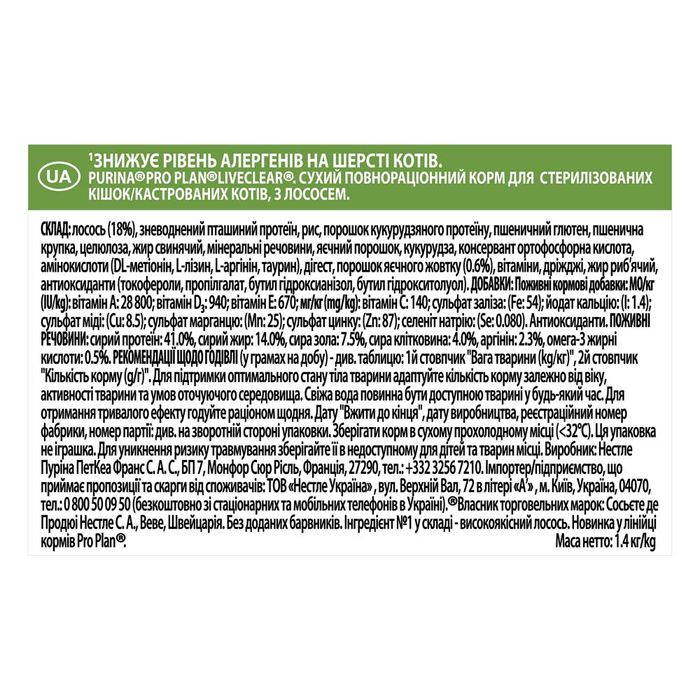 ¹ЗНИЖУЄ РІВЕНЬ АЛЕРГЕНІВ НА ШЕРСТІ КОТІВ.
UA PURINA®PRO PLAN®LIVECLEAR®. СУХИЙ ПОВНОРАЦІОННИЙ КОРМ ДЛЯ СТЕРИЛІЗОВАНИХ
КІШОК/КАСТРОВАНИХ КОТІВ, З ЛОСОСЕМ.
СКЛАД: лосось (18%), зневоднений пташиний протеїн, рис, порошок кукурудзяного протеїну, пшеничний глютен, пшенична
крупка, целюлоза, жир свинячий, мінеральні речовини, яєчний порошок, кукурудза, консервант ортофосфорна кислота,
амінокислоти (DL-метіонін, L-лізин, L-аргінін, таурин), дігест, порошок яєчного жовтку (0.6%), вітаміни, дріжджі, жир риб'ячий,
антиоксиданти (токофероли, пропілгалат, бутил гідроксианізол, бутил гідрокситолуол). ДОБАВКИ: Поживні кормові добавки: МО/кг
(IU/kg): вітамін A: 28 800; вітамін D₃: 940; вітамін E: 670; мг/кг (mg/kg): вітамін C: 140; сульфат заліза: (Fe: 54); йодат кальцію: (I: 1.4);
сульфат міді: (Cu: 8.5); сульфат марганцю: (Mn: 25); сульфат цинку: (Zn: 87); селеніт натрію: (Se: 0.080). Антиоксиданти. ПОЖИВНІ
РЕЧОВИНИ: сирий протеїн: 41.0%, сирий жир: 14.0%, сира зола: 7.5%, сира клітковина: 4.0%, аргінін: 2.3%, омега-3 жирні
кислоти: 0.5%. РЕКОМЕНДАЦІЇ ЩОДО ГОДІВЛІ (у грамах на добу) - див. таблицю: 1й стовпчик "Вага тварини (kg/кг)", 2й стовпчик
"Кількість корму (g/г)". Для підтримки оптимального стану тіла тварини адаптуйте кількість корму залежно від віку,
активності тварини та умов оточуючого середовища. Свіжа вода повинна бути доступною тварині у будь-який час. Для
отримання тривалого ефекту годуйте раціоном щодня. Дату "Вжити до кінця", дату виробництва, реєстраційний номер
фабрики, номер партії: див. на зворотній стороні упаковки. Зберігати корм в сухому прохолодному місці (<32°C). Ця упаковка
не іграшка. Для уникнення ризику травмування зберігайте її в недоступному для дітей та тварин місці. Виробник: Нестле
Пуріна ПетКеа Франс С. А. С., БП 7, Монфор Сюр Рісль, Франція, 27290, тел.: +332 3256 7210. Імпортер/підприємство, що
приймає пропозиції та скарги від споживачів: ТОВ «Нестле Україна» , вул. Верхній Вал, 72 в літері «А'» , м. Київ, Україна, 04070,
тел.: 0 800 50 09 50 (безкоштовно зі стаціонарних та мобільних телефонів в Україні).®Власник торговельних марок: Сосьєте де
Продюі Нестле С. А., Веве, Швейцарія. Без доданих барвників. Інгредієнт №1 у складі - високоякісний лосось. Новинка у лінійці
кормів Pro Plan®. Маса нетто: 1.4 кг/kg